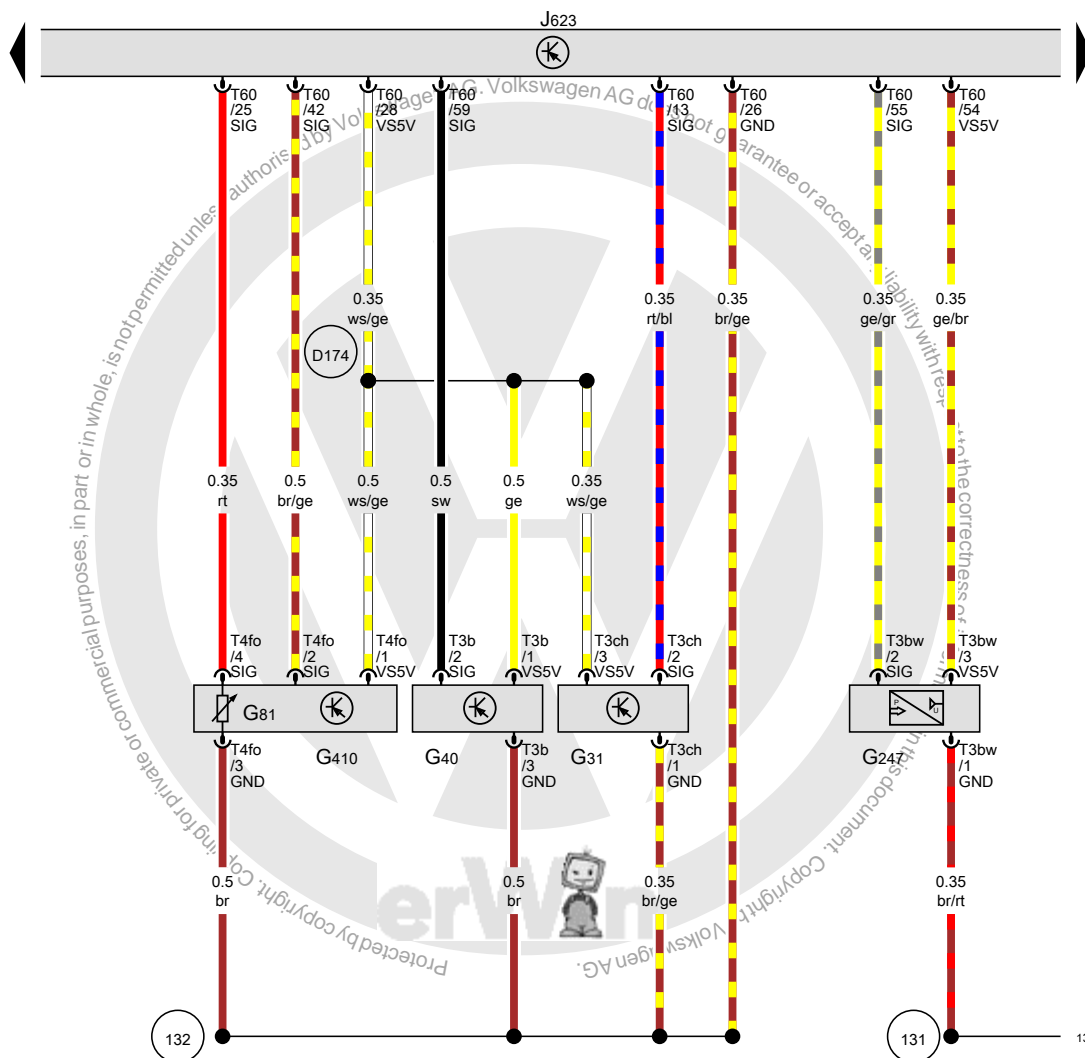 J623
T60 /25 SIG
T60 /42 SIG
T60 /28 VS5V
T60 /59 SIG
T60 /13 SIG
T60 /26 GND
T60 /55 SIG
T60 /54 VS5V
0.35 ws/ge
0.35 rt/bl
0.35 br/ge
0.35 ge/gr
0.35 ge/br
D174
0.35 rt
0.5 br/ge
0.5 ws/ge
0.5 sw
0.5 ge
0.35 ws/ge
T4fo /4 SIG
T4fo /2 SIG
T4fo /1 VS5V
T3b /2 SIG
T3b /1 VS5V
T3ch /3 VS5V
T3ch /2 SIG
T3bw /2 SIG
T3bw /3 VS5V
G81
P
U
G410
G40
G31
G247
T4fo /3 GND
T3b /3 GND
T3ch /1 GND
T3bw /1 GND
0.5 br
0.5 br
0.35 br/ge
0.35 br/rt
132
131
erWin
Protected by copyright. Copying for private or commercial purposes, in part or in whole, is not permitted unless authorised by Volkswagen AG. Volkswagen AG does not guarantee or accept any liability with respect to the correctness of in this document. Copyright by Volkswagen AG.